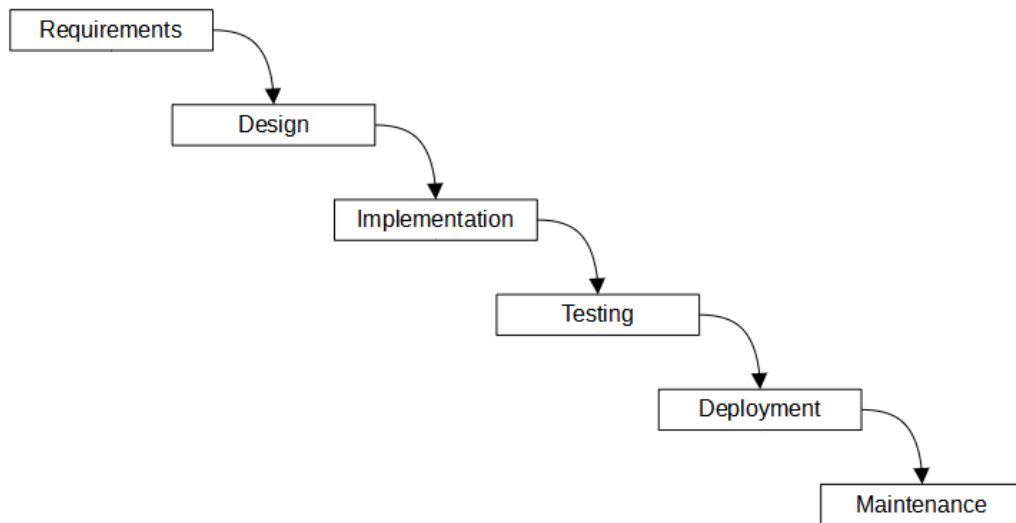 Requirements
Design
Implementation
Testing
Deployment
Maintenance